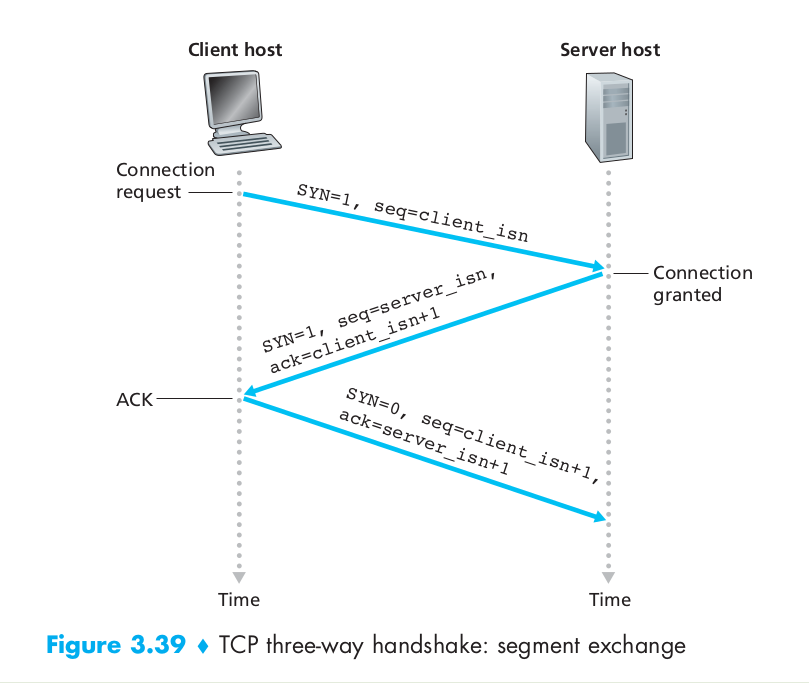 Client host
Server host
Connection
request
SYN=1, seq=client_isn
Connection
granted
SYN=1, seq=server_isn,
ack=client_isn+1
ACK
SYN=0, seq=client_isn+1,
ack=server_isn+1
Time
Time
Figure 3.39 ♦ TCP three-way handshake: segment exchange